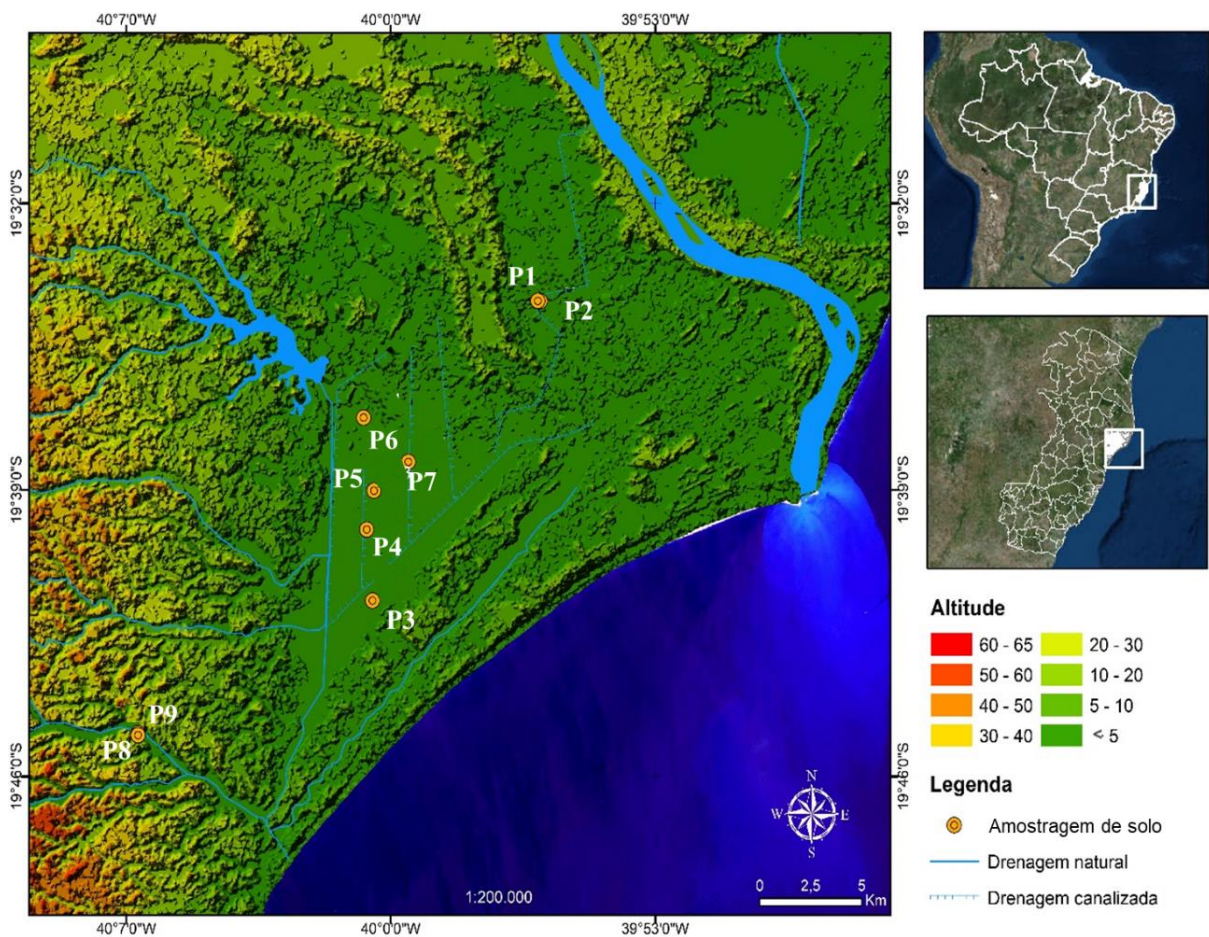 40°7'0"W 40°0'0"W 39°53'0"W
19°32'0"S
19°39'0"S
19°46'0"S
P1
P2
P6
P5
P7
P4
P3
P9
P8
N
W E
S
1:200.000
0 2,5 5
Km
19°32'0"S
19°39'0"S
19°46'0"S
40°7'0"W 40°0'0"W 39°53'0"W
Altitude
60 - 65 20 - 30
50 - 60 10 - 20
40 - 50 5 - 10
30 - 40 < 5
Legenda
Amostragem de solo
Drenagem natural
Drenagem canalizada